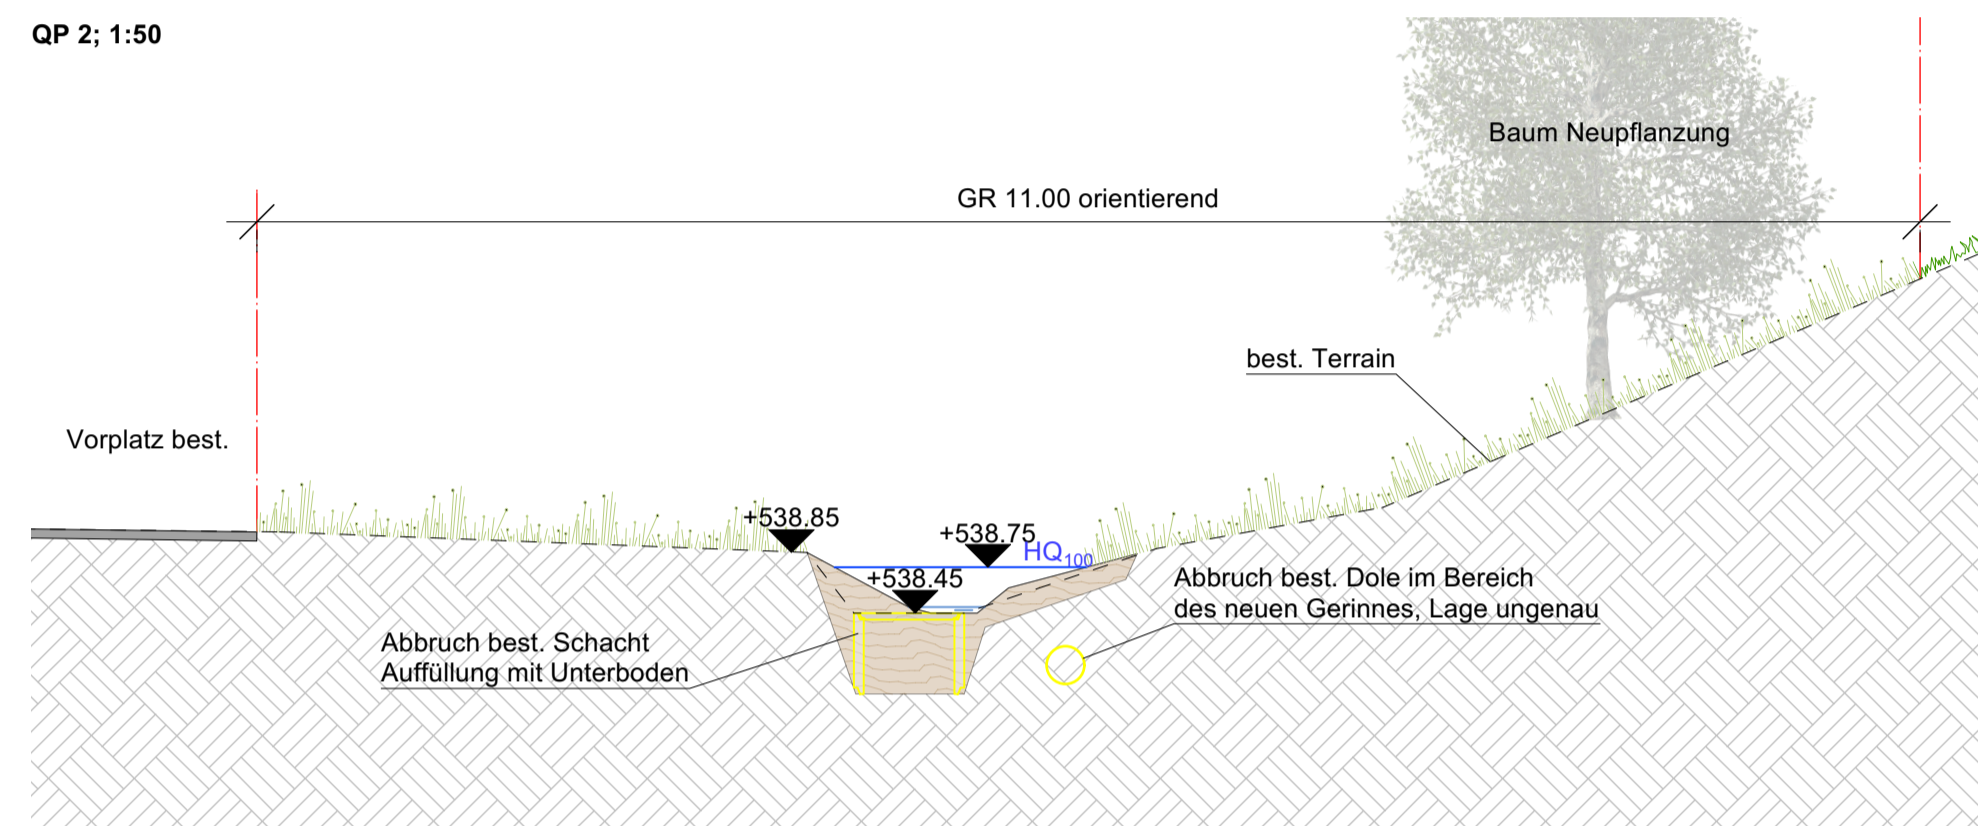 QP 2; 1:50
Baum Neupflanzung
GR 11.00 orientierend
best. Terrain
Vorplatz best.
+538.85
+538.75
HQ100
+538.45
Abbruch best. Dole im Bereich
des neuen Gerinnes, Lage ungenau
Abbruch best. Schacht
Auffüllung mit Unterboden